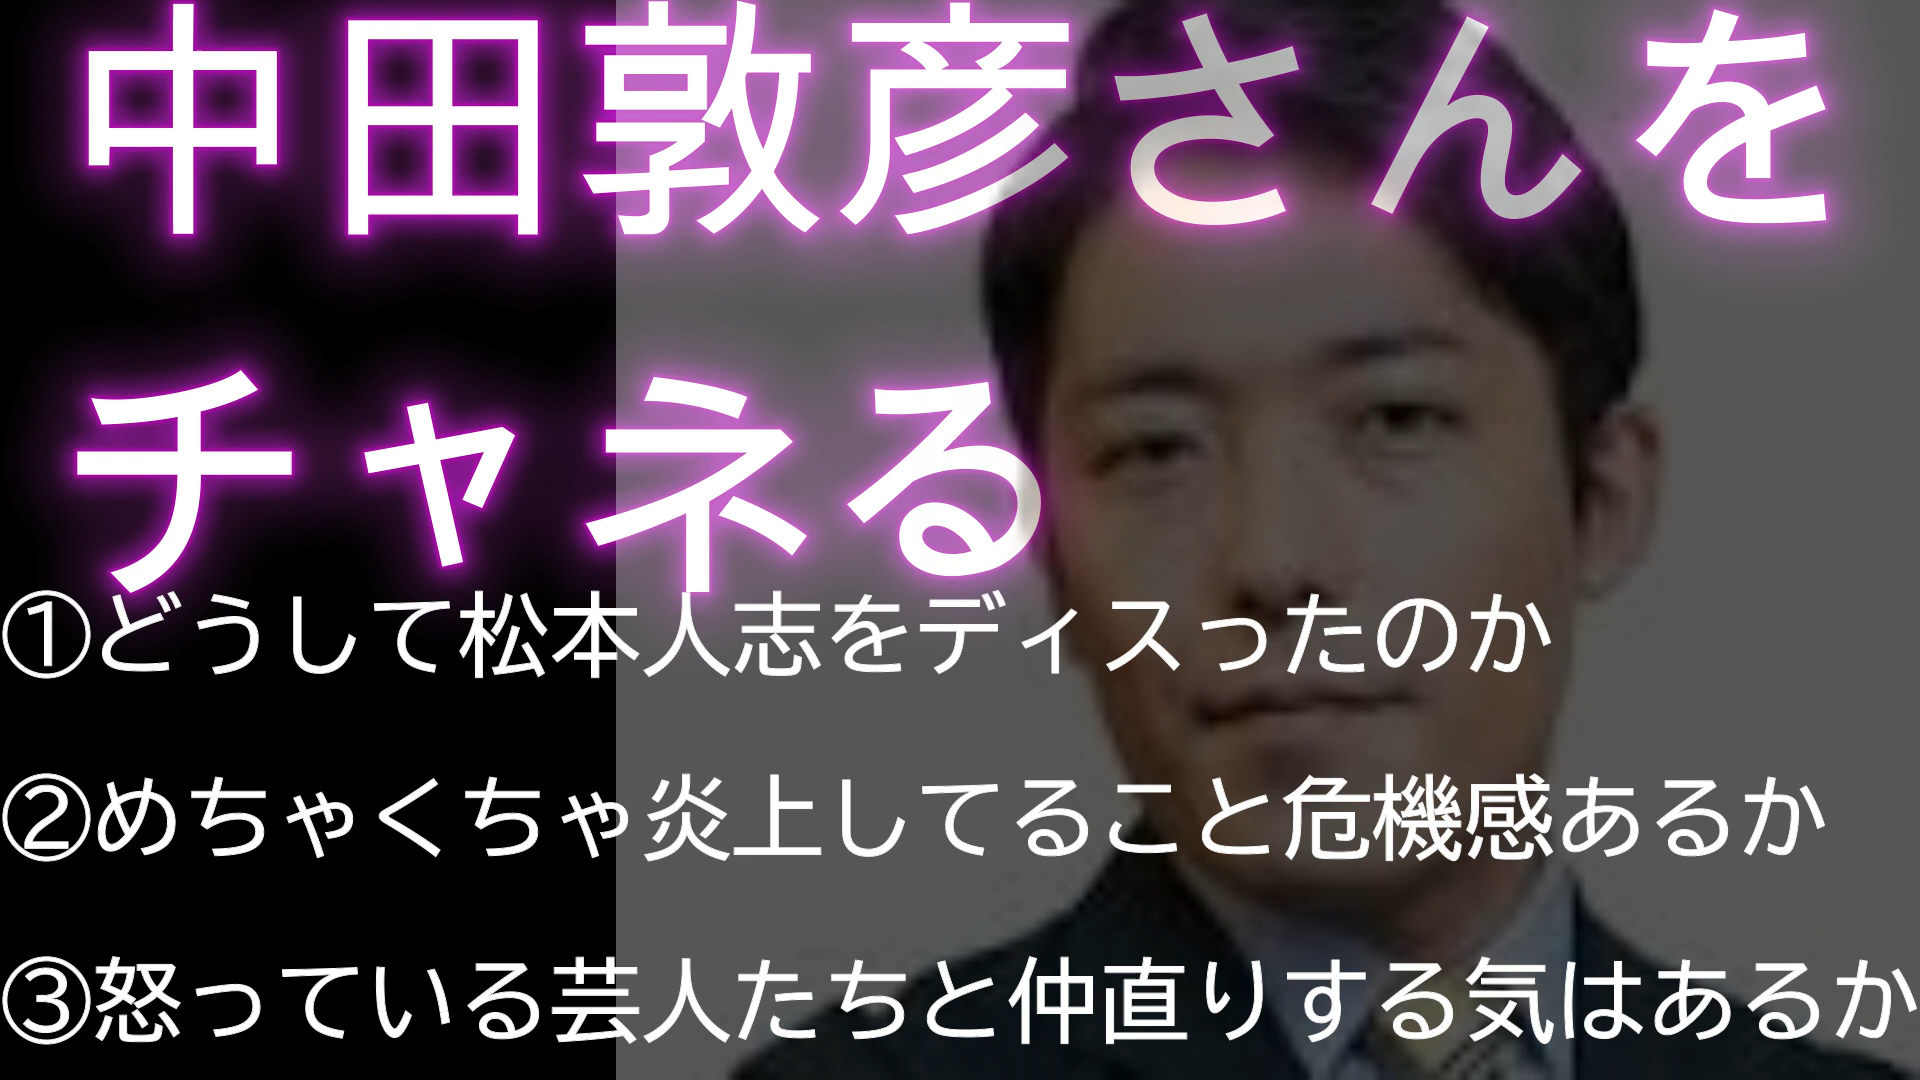 中田敦彦さんを
チャネる
①どうして松本人志をディスったのか
②めちゃくちゃ炎上してること危機感あるか
③怒っている芸人たちと仲直りする気はあるか